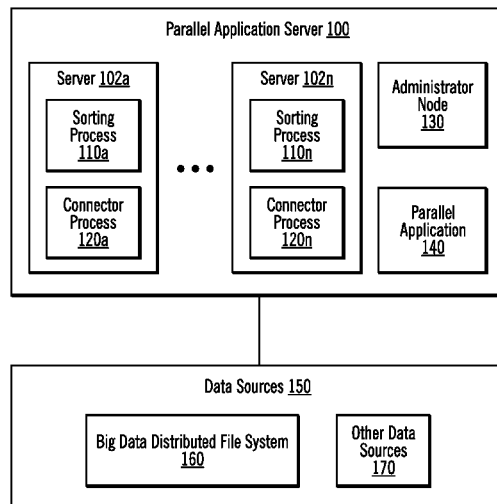 Parallel Application Server 100
Server 102a
Sorting
Process
110a
Connector
Process
120a
•••
Server 102n
Sorting
Process
110n
Connector
Process
120n
Administrator
Node
130
Parallel
Application
140
Data Sources 150
Big Data Distributed File System
160
Other Data
Sources
170